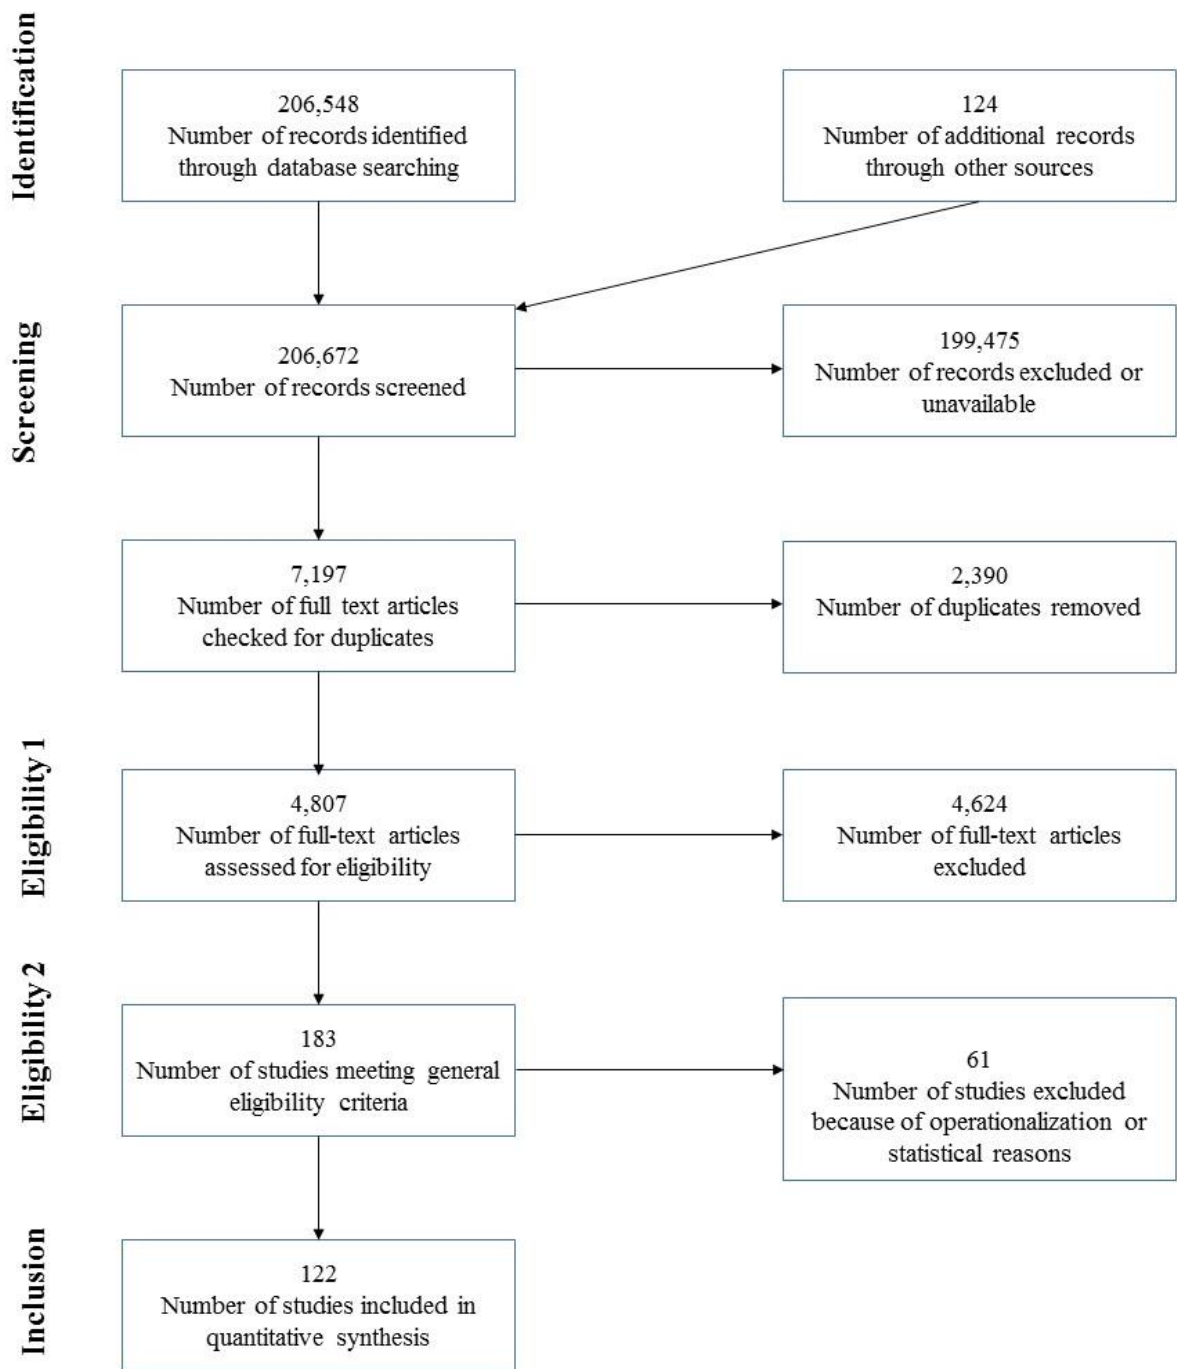 Identification
206,548
Number of records identified
through database searching
124
Number of additional records
through other sources
Screening
206,672
Number of records screened
199,475
Number of records excluded or
unavailable
7,197
Number of full text articles
checked for duplicates
2,390
Number of duplicates removed
Eligibility 1
4,807
Number of full-text articles
assessed for eligibility
4,624
Number of full-text articles
excluded
Eligibility 2
183
Number of studies meeting general
eligibility criteria
61
Number of studies excluded
because of operationalization or
statistical reasons
Inclusion
122
Number of studies included in
quantitative synthesis